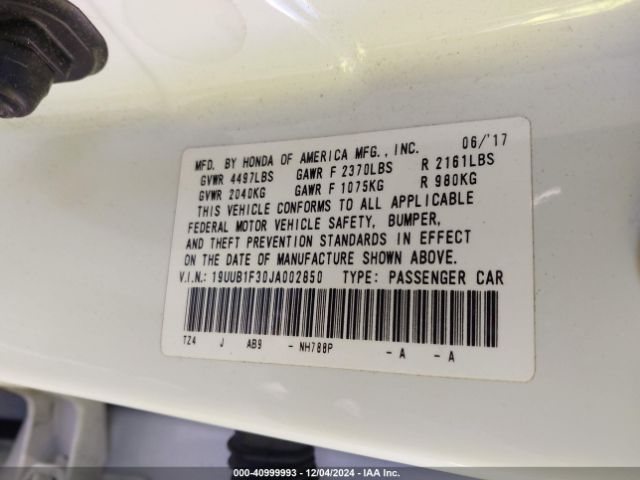 MFD. BY HONDA OF AMERICA MFG., INC. 06/'17
GVWR 4497LBS GAWR F 2370LBS R 2161LBS
GVWR 2040KG GAWR F 1075KG R 980KG
THIS VEHICLE CONFORMS TO ALL APPLICABLE
FEDERAL MOTOR VEHICLE SAFETY, BUMPER,
AND THEFT PREVENTION STANDARDS IN EFFECT
ON THE DATE OF MANUFACTURE SHOWN ABOVE.
V.I.N.: 19UUB1F30JA002850 TYPE: PASSENGER CAR
TZ4 J AB9 - NH788P - A - A
000-40999993 - 12/04/2024 - IAA Inc.